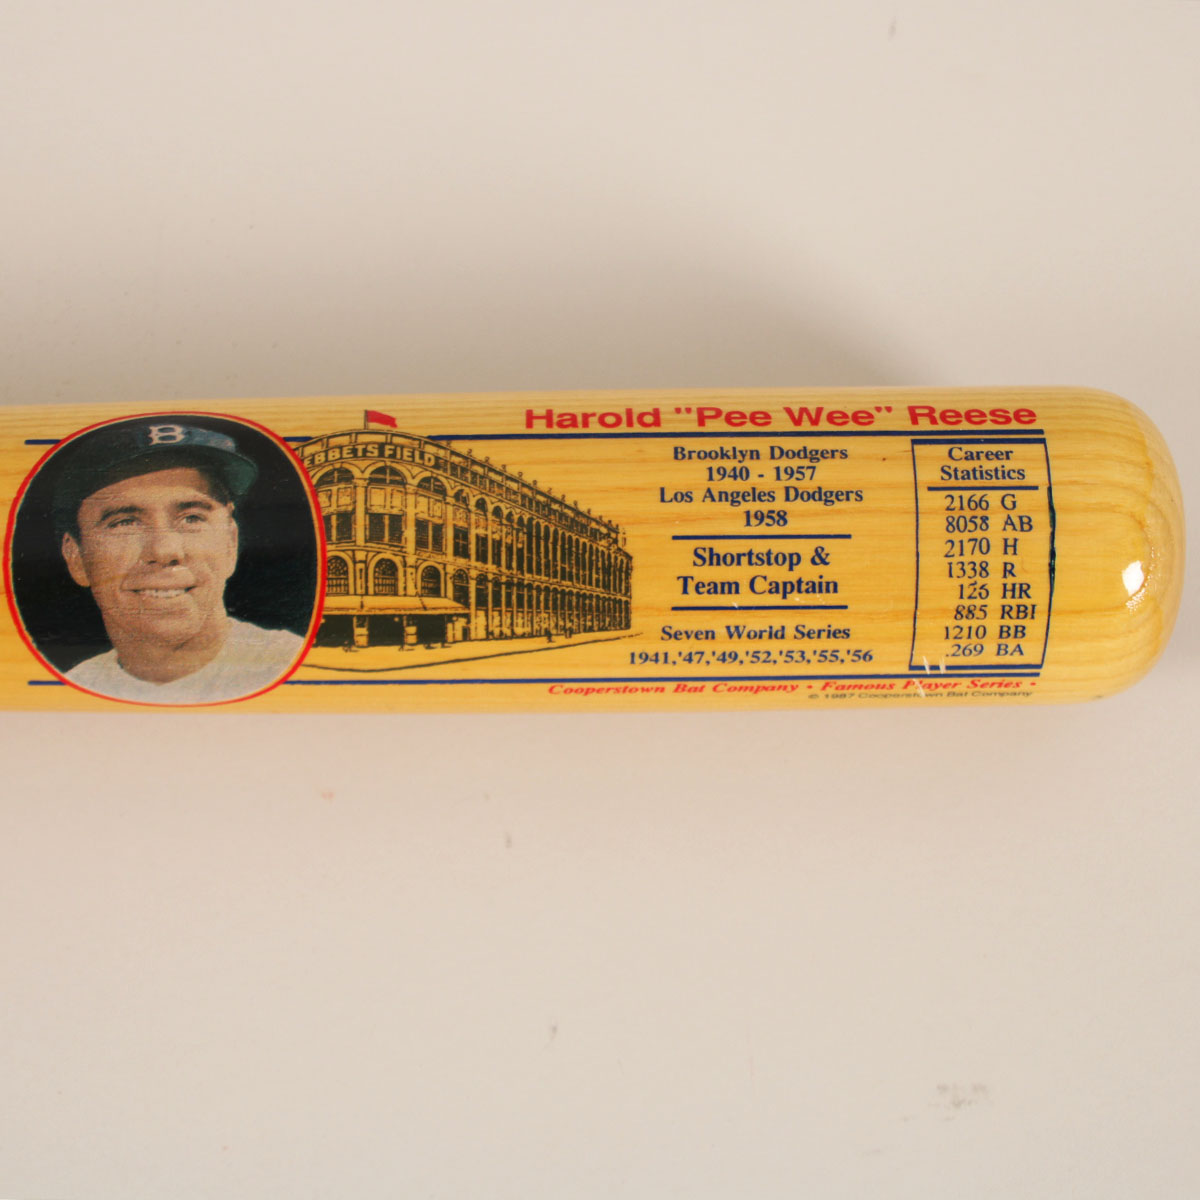 B
EBBETS FIELD
Harold "Pee Wee" Reese
Brooklyn Dodgers
1940 - 1957
Los Angeles Dodgers
1958
Shortstop &
Team Captain
Seven World Series
1941,'47,'49,'52,'53,'55,'56
Career
Statistics
2166 G
8058 AB
2170 H
1338 R
126 HR
885 RBI
1210 BB
.269 BA
Cooperstown Bat Company • Famous Player Series •
© 1987 Cooperstown Bat Company